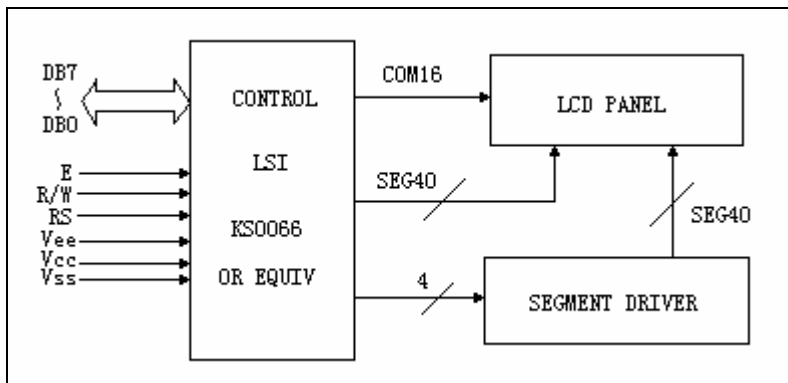 DB7
~
DB0
E
R/W
RS
Vee
Vcc
Vss
CONTROL
LSI
KS0066
OR EQUIV
COM16
SEG40
4
LCD PANEL
SEG40
SEGMENT DRIVER